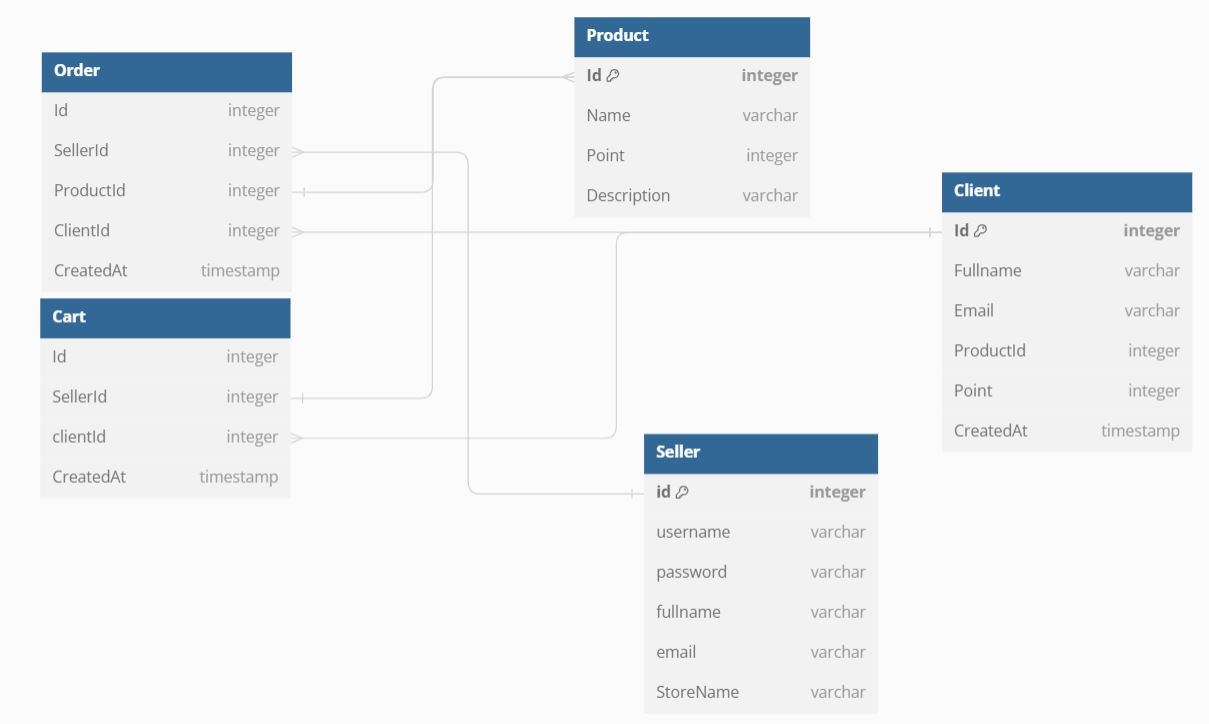 Order
Id integer
SellerId integer
ProductId integer
ClientId integer
CreatedAt timestamp
Cart
Id integer
SellerId integer
clientId integer
CreatedAt timestamp
Product
Id integer
Name varchar
Point integer
Description varchar
Seller
id integer
username varchar
password varchar
fullname varchar
email varchar
StoreName varchar
Client
Id integer
Fullname varchar
Email varchar
ProductId integer
Point integer
CreatedAt timestamp